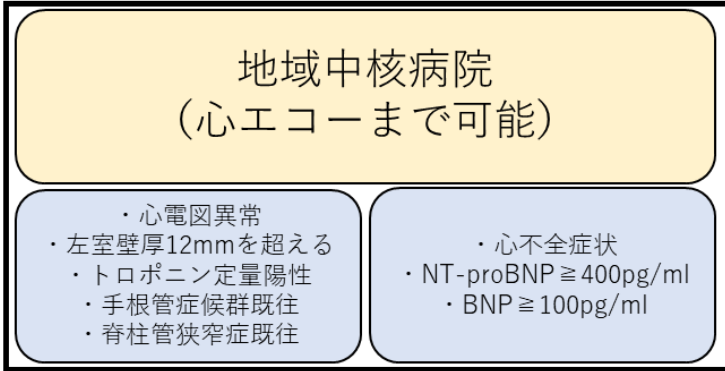 地域中核病院
（心エコーまで可能）
・心電図異常
・左室壁厚12mmを超える
・トロポニン定量陽性
・手根管症候群既往
・脊柱管狭窄症既往
・心不全症状
・NT-proBNP≧400pg/ml
・BNP≧100pg/ml